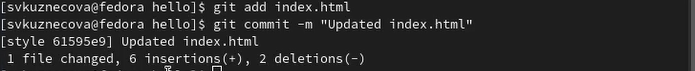 [svkuznecova@fedora hello]$ git add index.html
[svkuznecova@fedora hello]$ git commit -m "Updated index.html"
[style 61595e9] Updated index.html
 1 file changed, 6 insertions(+), 2 deletions(-)